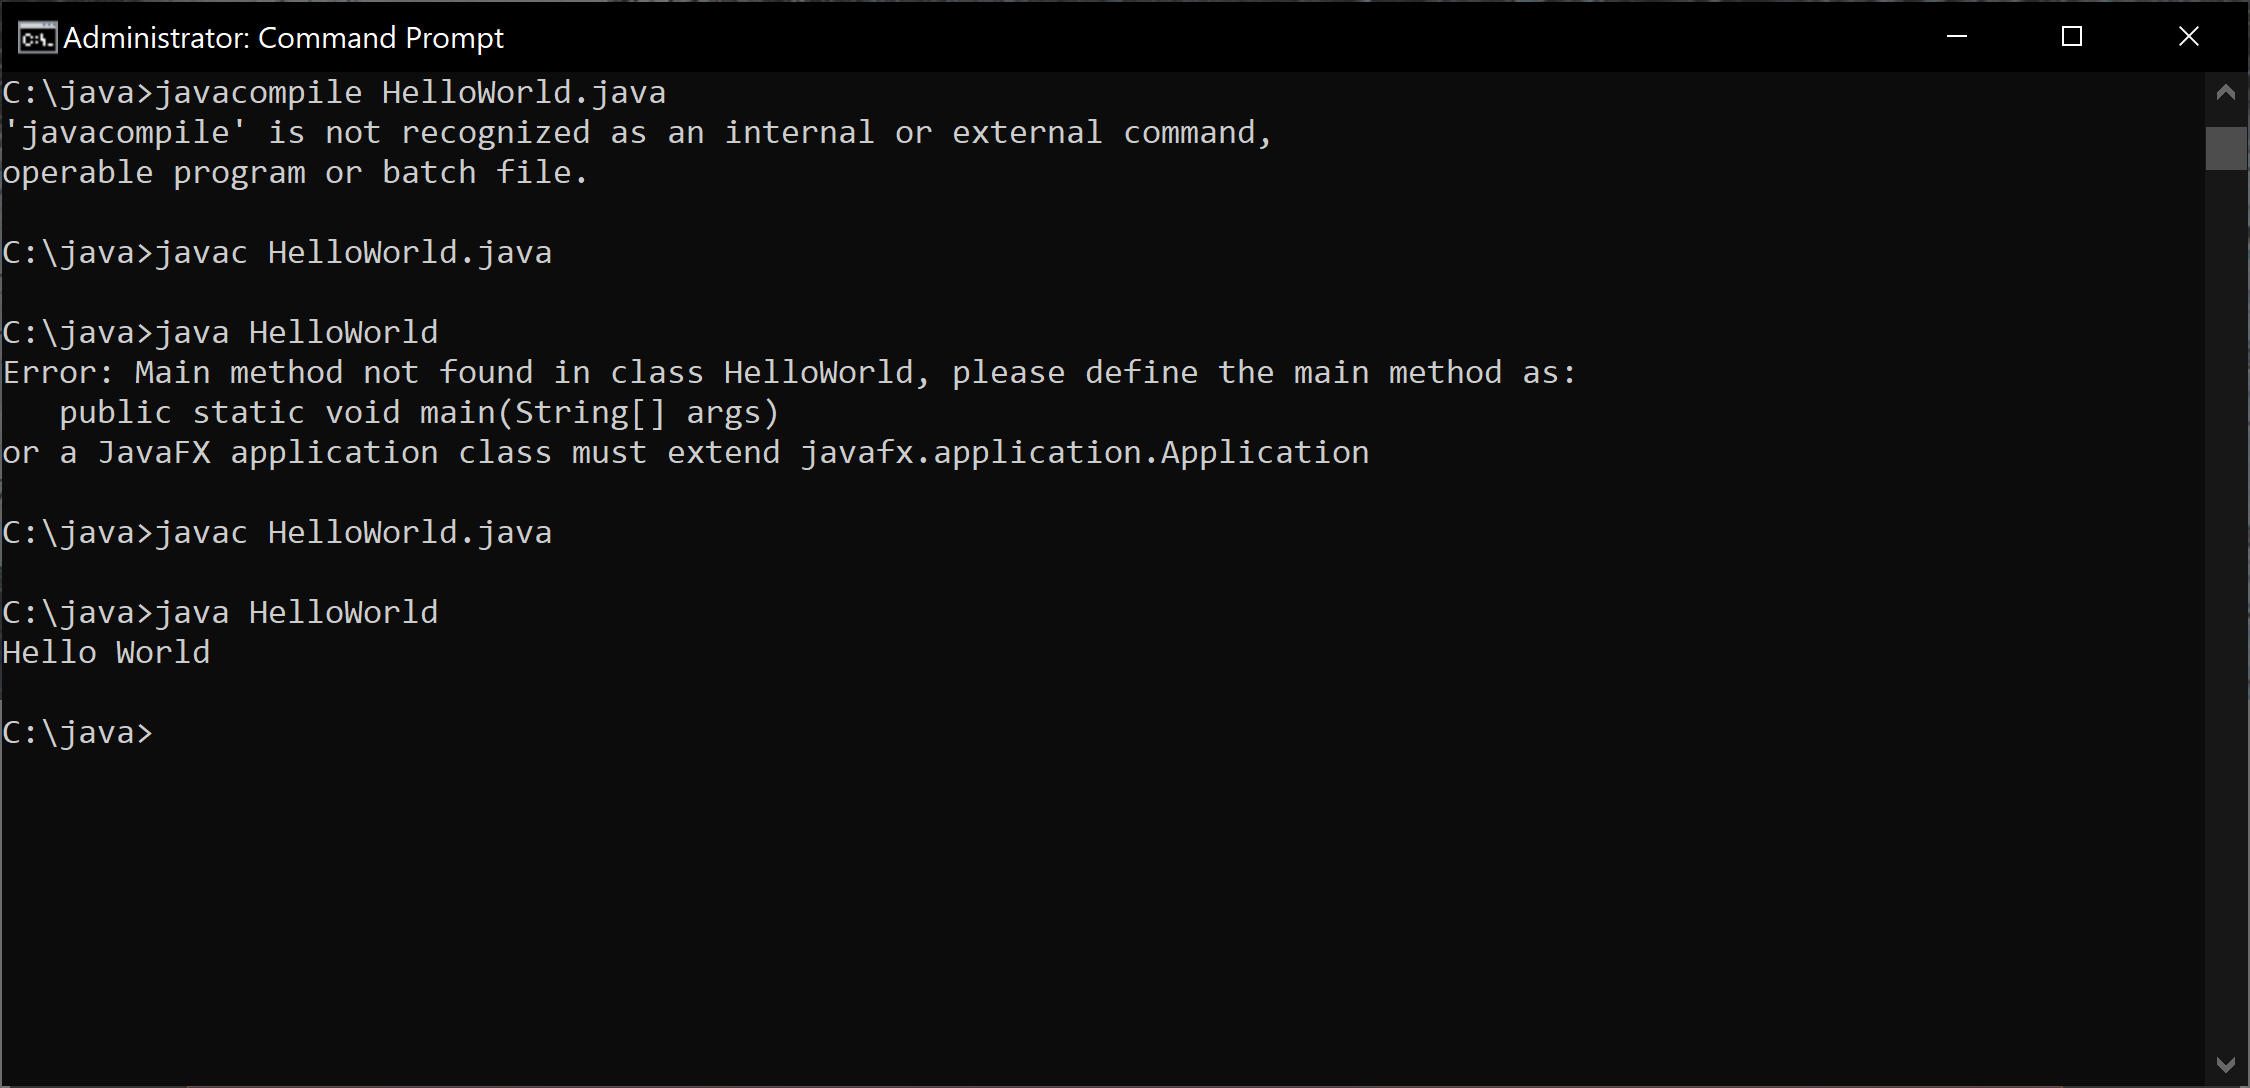 Administrator: Command Prompt
C:\java>javacompile HelloWorld.java
'javacompile' is not recognized as an internal or external command,
operable program or batch file.
C:\java>javac HelloWorld.java
C:\java>java HelloWorld
Error: Main method not found in class HelloWorld, please define the main method as:
   public static void main(String[] args)
or a JavaFX application class must extend javafx.application.Application
C:\java>javac HelloWorld.java
C:\java>java HelloWorld
Hello World
C:\java>